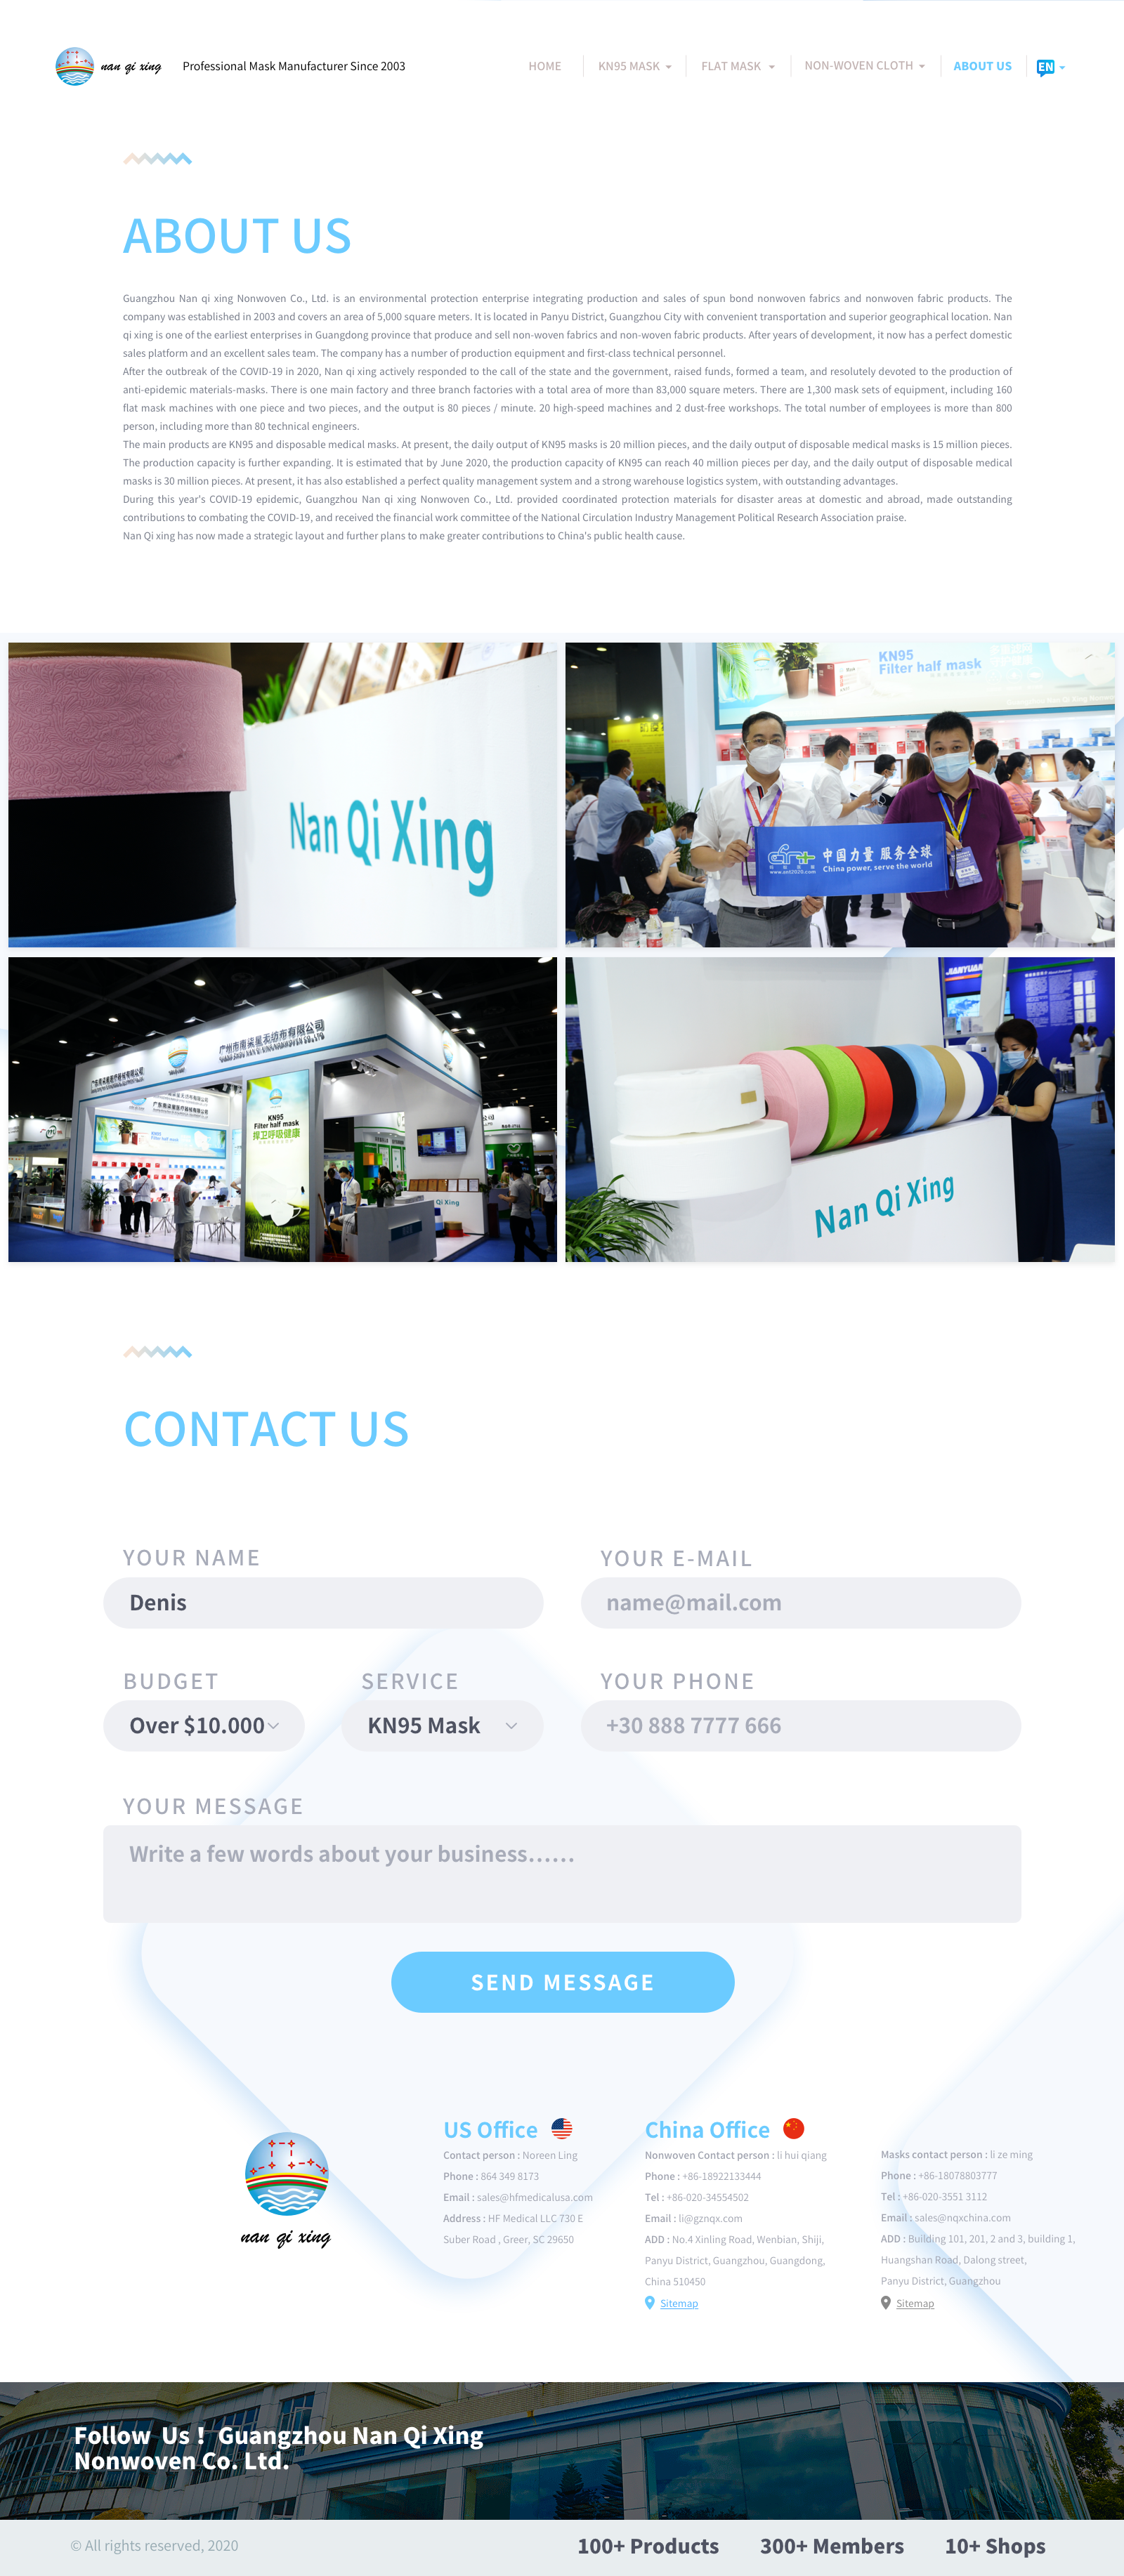 nan qi xing
Professional Mask Manufacturer Since 2003
HOME
KN95 MASK
FLAT MASK
NON-WOVEN CLOTH
ABOUT US
EN
ABOUT US
Guangzhou Nan qi xing Nonwoven Co., Ltd. is an environmental protection enterprise integrating production and sales of spun bond nonwoven fabrics and nonwoven fabric products. The
company was established in 2003 and covers an area of 5,000 square meters. It is located in Panyu District, Guangzhou City with convenient transportation and superior geographical location. Nan
qi xing is one of the earliest enterprises in Guangdong province that produce and sell non-woven fabrics and non-woven fabric products. After years of development, it now has a perfect domestic
sales platform and an excellent sales team. The company has a number of production equipment and first-class technical personnel.
After the outbreak of the COVID-19 in 2020, Nan qi xing actively responded to the call of the state and the government, raised funds, formed a team, and resolutely devoted to the production of
anti-epidemic materials-masks. There is one main factory and three branch factories with a total area of more than 83,000 square meters. There are 1,300 mask sets of equipment, including 160
flat mask machines with one piece and two pieces, and the output is 80 pieces / minute. 20 high-speed machines and 2 dust-free workshops. The total number of employees is more than 800
person, including more than 80 technical engineers.
The main products are KN95 and disposable medical masks. At present, the daily output of KN95 masks is 20 million pieces, and the daily output of disposable medical masks is 15 million pieces.
The production capacity is further expanding. It is estimated that by June 2020, the production capacity of KN95 can reach 40 million pieces per day, and the daily output of disposable medical
masks is 30 million pieces. At present, it has also established a perfect quality management system and a strong warehouse logistics system, with outstanding advantages.
During this year's COVID-19 epidemic, Guangzhou Nan qi xing Nonwoven Co., Ltd. provided coordinated protection materials for disaster areas at domestic and abroad, made outstanding
contributions to combating the COVID-19, and received the financial work committee of the National Circulation Industry Management Political Research Association praise.
Nan Qi xing has now made a strategic layout and further plans to make greater contributions to China's public health cause.
Nan Qi Xing
KN95
Filter half mask
中国力量 服务全球
China power, serve the world
www.ant2020.com
广州市南柒星无纺布有限公司
KN95
Filter half mask
捍卫呼吸健康
Qi Xing
JIANYUAN
Nan Qi Xing
CONTACT US
YOUR NAME
YOUR E-MAIL
Denis
name@mail.com
BUDGET
SERVICE
YOUR PHONE
Over $10.000
KN95 Mask
+30 888 7777 666
YOUR MESSAGE
Write a few words about your business……
SEND MESSAGE
nan qi xing
US Office
Contact person : Noreen Ling
Phone : 864 349 8173
Email : sales@hfmedicalusa.com
Address : HF Medical LLC 730 E
Suber Road , Greer, SC 29650
China Office
Nonwoven Contact person : li hui qiang
Phone : +86-18922133444
Tel : +86-020-34554502
Email : li@gznqx.com
ADD : No.4 Xinling Road, Wenbian, Shiji,
Panyu District, Guangzhou, Guangdong,
China 510450
Sitemap
Masks contact person : li ze ming
Phone : +86-18078803777
Tel : +86-020-3551 3112
Email : sales@nqxchina.com
ADD : Building 101, 201, 2 and 3, building 1,
Huangshan Road, Dalong street,
Panyu District, Guangzhou
Sitemap
Follow Us ! Guangzhou Nan Qi Xing
Nonwoven Co. Ltd.
© All rights reserved, 2020
100+ Products
300+ Members
10+ Shops